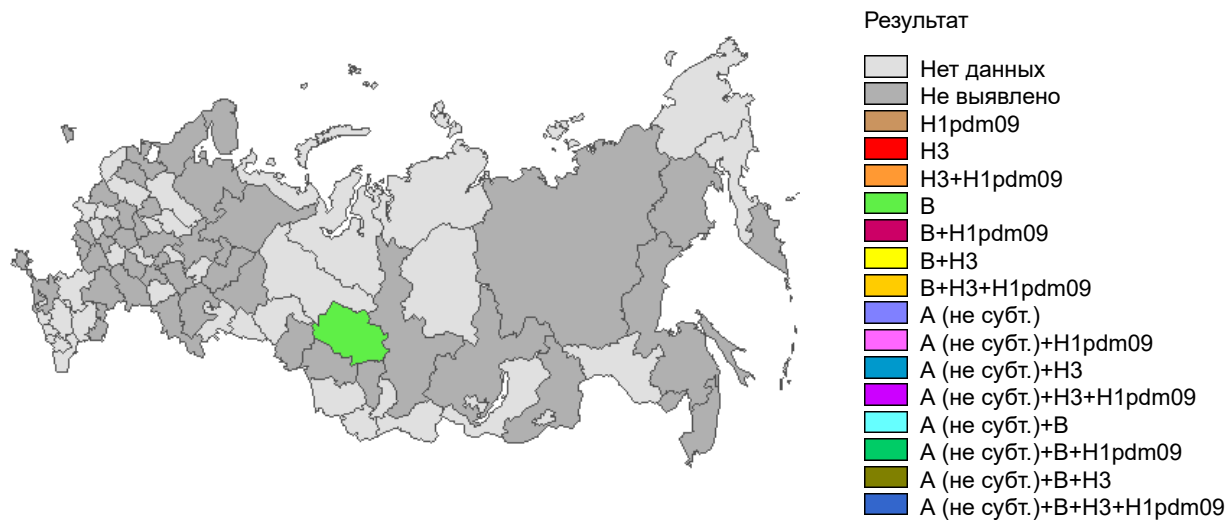 Результат
Нет данных
Не выявлено
H1pdm09
H3
H3+H1pdm09
B
B+H1pdm09
B+H3
B+H3+H1pdm09
A (не субт.)
A (не субт.)+H1pdm09
A (не субт.)+H3
A (не субт.)+H3+H1pdm09
A (не субт.)+B
A (не субт.)+B+H1pdm09
A (не субт.)+B+H3
A (не субт.)+B+H3+H1pdm09